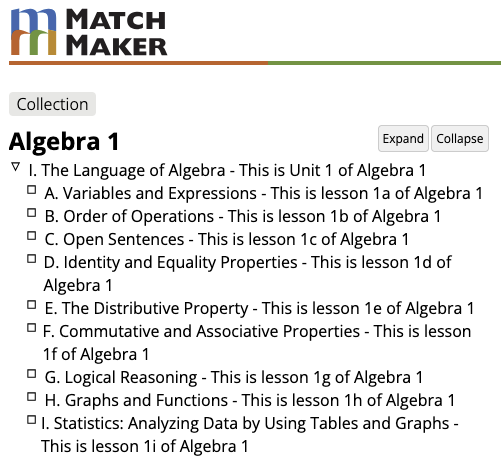 MATCH
MAKER
Collection
Algebra 1
Expand
Collapse
I. The Language of Algebra - This is Unit 1 of Algebra 1
A. Variables and Expressions - This is lesson 1a of Algebra 1
B. Order of Operations - This is lesson 1b of Algebra 1
C. Open Sentences - This is lesson 1c of Algebra 1
D. Identity and Equality Properties - This is lesson 1d of
Algebra 1
E. The Distributive Property - This is lesson 1e of Algebra 1
F. Commutative and Associative Properties - This is lesson
1f of Algebra 1
G. Logical Reasoning - This is lesson 1g of Algebra 1
H. Graphs and Functions - This is lesson 1h of Algebra 1
I. Statistics: Analyzing Data by Using Tables and Graphs -
This is lesson 1i of Algebra 1